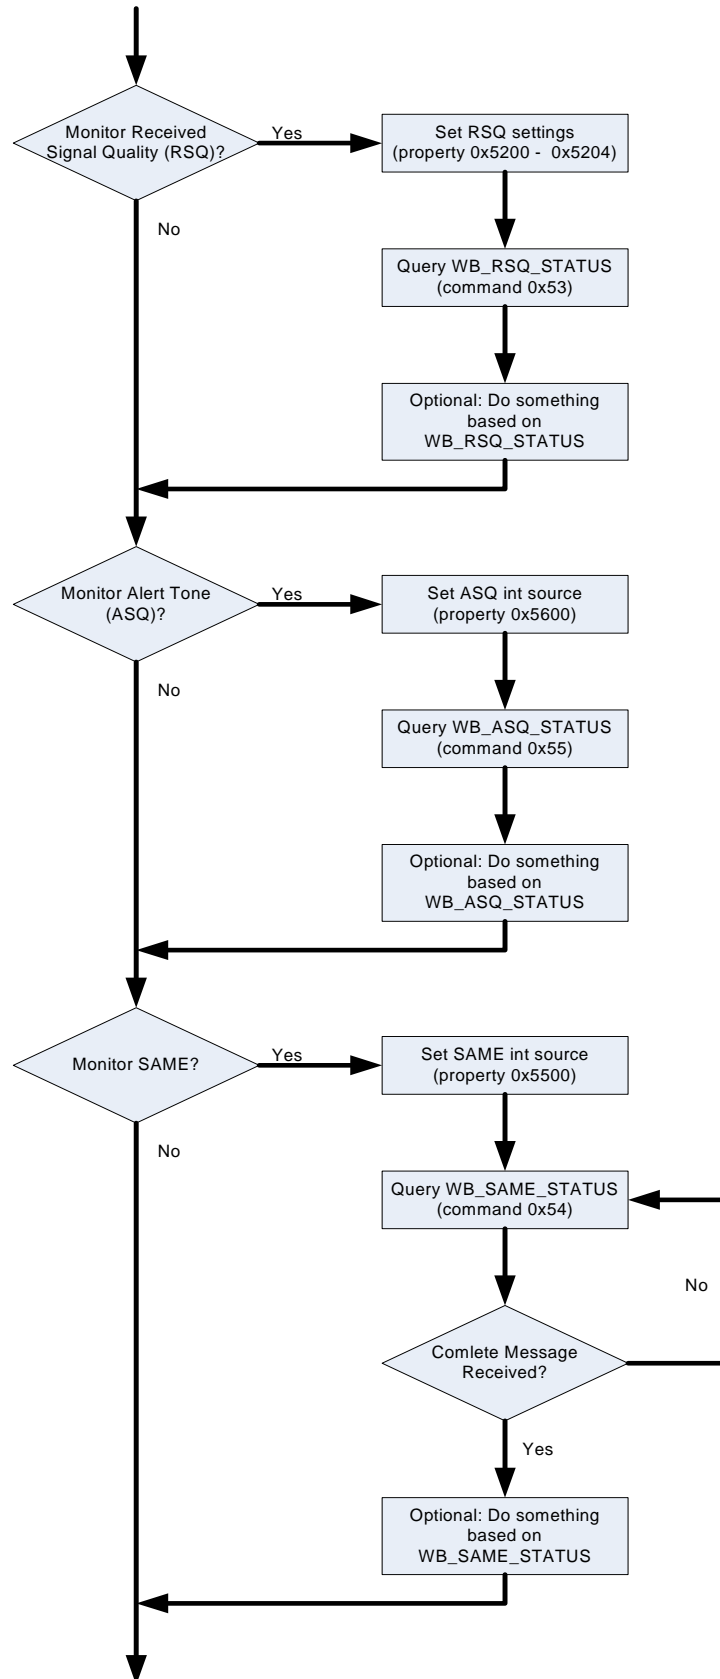 Monitor Received
Signal Quality (RSQ)?
Yes
Set RSQ settings
(property 0x5200 -  0x5204)
No
Query WB_RSQ_STATUS
(command 0x53)
Optional: Do something
based on
WB_RSQ_STATUS
Monitor Alert Tone
(ASQ)?
Yes
Set ASQ int source
(property 0x5600)
No
Query WB_ASQ_STATUS
(command 0x55)
Optional: Do something
based on
WB_ASQ_STATUS
Monitor SAME?
Yes
Set SAME int source
(property 0x5500)
No
Query WB_SAME_STATUS
(command 0x54)
No
Comlete Message
Received?
Yes
Optional: Do something
based on
WB_SAME_STATUS